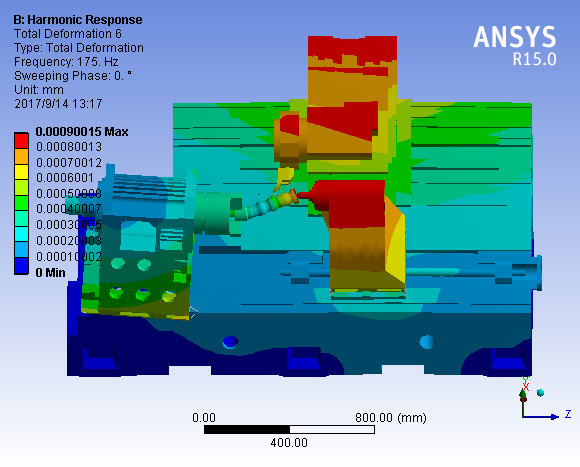 B: Harmonic Response
Total Deformation 6
Type: Total Deformation
Frequency: 175. Hz
Sweeping Phase: 0. °
Unit: mm
2017/9/14 13:17
ANSYS
R15.0
0.00090015 Max
0.00080013
0.00070012
0.0006001
0.00040007
0 Min
0.00
800.00 (mm)
400.00
X
Z